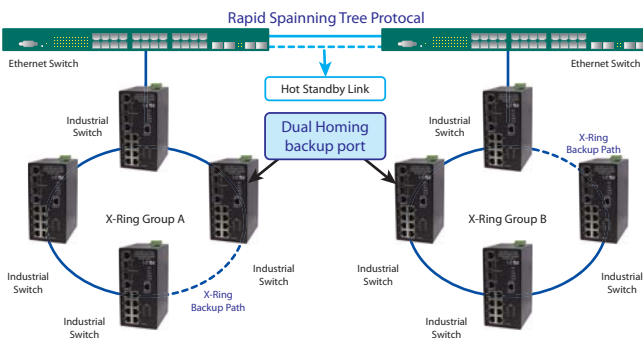 Rapid Spainning Tree Protocal
Ethernet Switch
Ethernet Switch
Hot Standby Link
Industrial
Switch
Dual Homing
backup port
Industrial
Switch
X-Ring
Backup Path
X-Ring Group A
X-Ring Group B
Industrial
Switch
Industrial
Switch
Industrial
Switch
Industrial
Switch
X-Ring
Backup Path
Industrial
Switch
Industrial
Switch